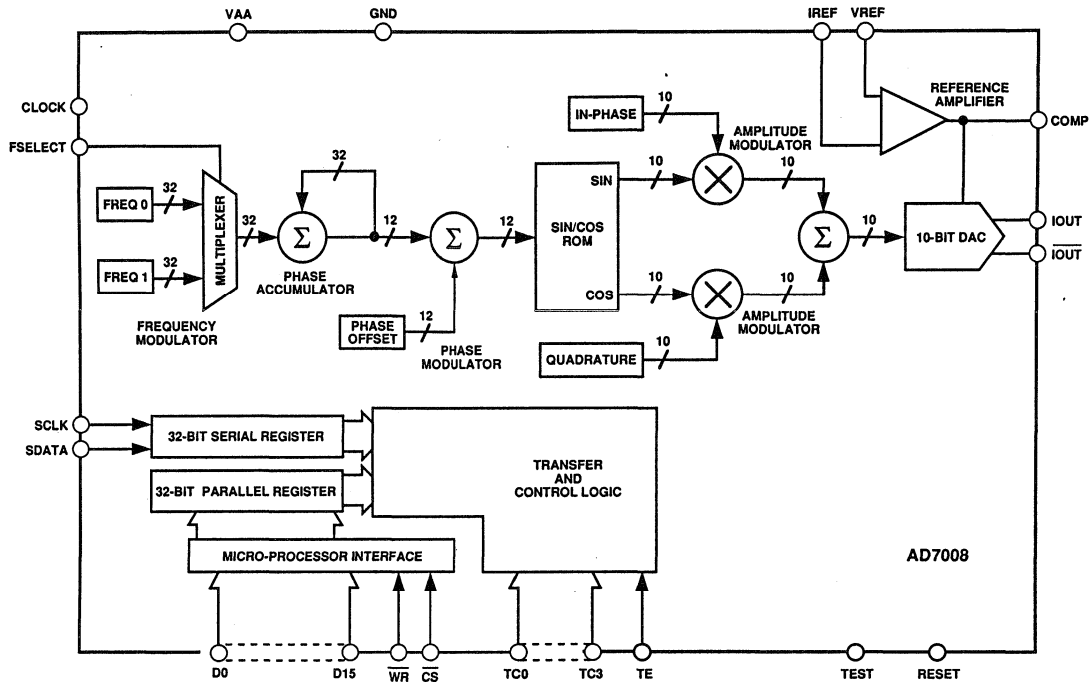 VAA
GND
IREF
VREF
CLOCK
FSELECT
REFERENCE
AMPLIFIER
COMP
IN-PHASE
10
AMPLITUDE
MODULATOR
FREQ 0
32
FREQ 1
32
MULTIPLEXER
32
32
Σ
12
Σ
12
PHASE
ACCUMULATOR
FREQUENCY
MODULATOR
PHASE
OFFSET
12
PHASE
MODULATOR
SIN
SIN/COS
ROM
COS
10
10
10
10
Σ
10
10-BIT DAC
IOUT
IOUT
AMPLITUDE
MODULATOR
QUADRATURE
10
SCLK
SDATA
32-BIT SERIAL REGISTER
32-BIT PARALLEL REGISTER
TRANSFER
AND
CONTROL LOGIC
MICRO-PROCESSOR INTERFACE
AD7008
D0
D15
WR
CS
TC0
TC3
TE
TEST
RESET